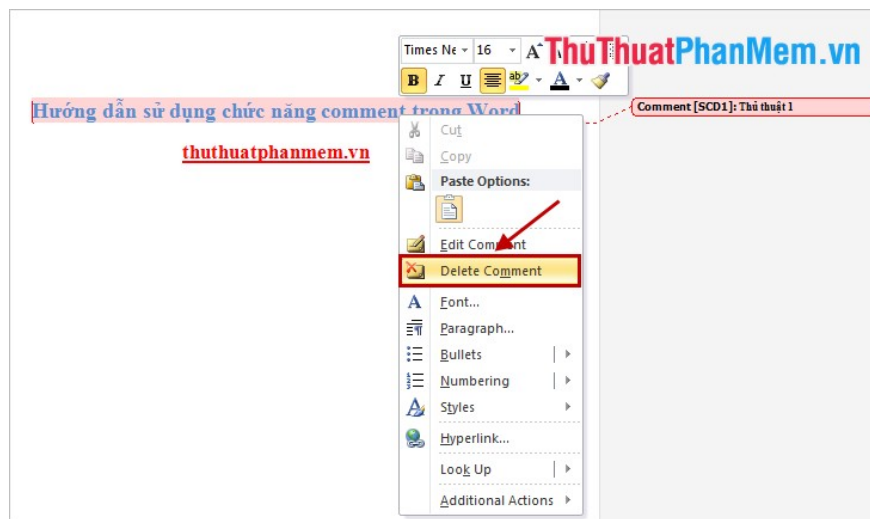 Times Ne 16 A
ThuThuatPhanMem.vn
B I U ab A
Hướng dẫn sử dụng chức năng comment trong Word
Comment [SCD1]: Thủ thuật 1
thuthuatphanmem.vn
Cut
Copy
Paste Options:
Edit Comment
Delete Comment
Font...
Paragraph...
Bullets
Numbering
Styles
Hyperlink...
Look Up
Additional Actions